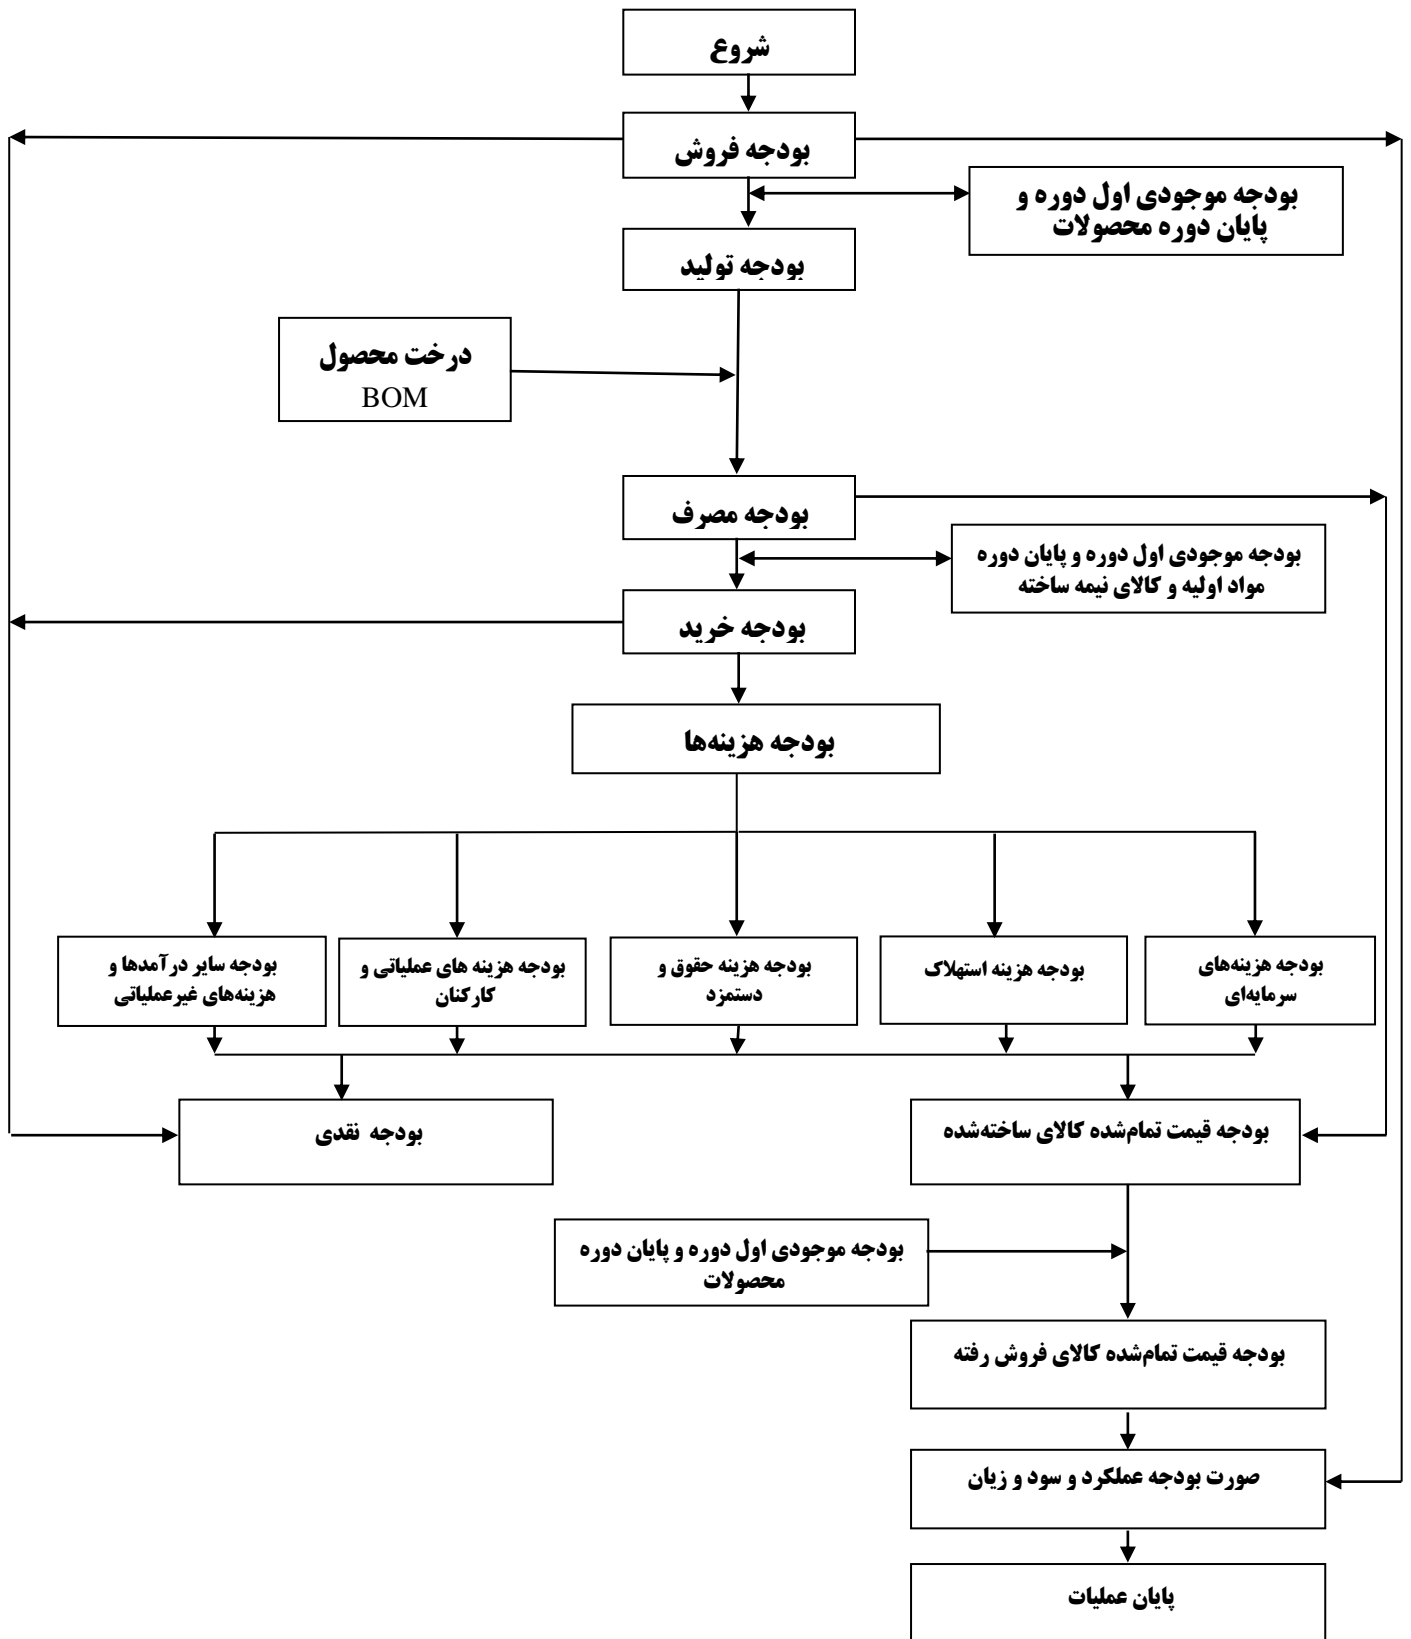 شروع
بودجه فروش
بودجه موجودی اول دوره و
پایان دوره محصولات
بودجه تولید
درخت محصول
BOM
بودجه مصرف
بودجه موجودی اول دوره و پایان دوره
مواد اولیه و کالای نیمه ساخته
بودجه خرید
بودجه هزینه‌ها
بودجه هزینه‌های
سرمایه‌ای
بودجه هزینه استهلاک
بودجه هزینه حقوق و
دستمزد
بودجه هزینه های عملیاتی و
کارکنان
بودجه سایر درآمدها و
هزینه‌های غیرعملیاتی
بودجه قیمت تمام‌شده کالای ساخته‌شده
بودجه نقدی
بودجه موجودی اول دوره و پایان دوره
محصولات
بودجه قیمت تمام‌شده کالای فروش رفته
صورت بودجه عملکرد و سود و زیان
پایان عملیات